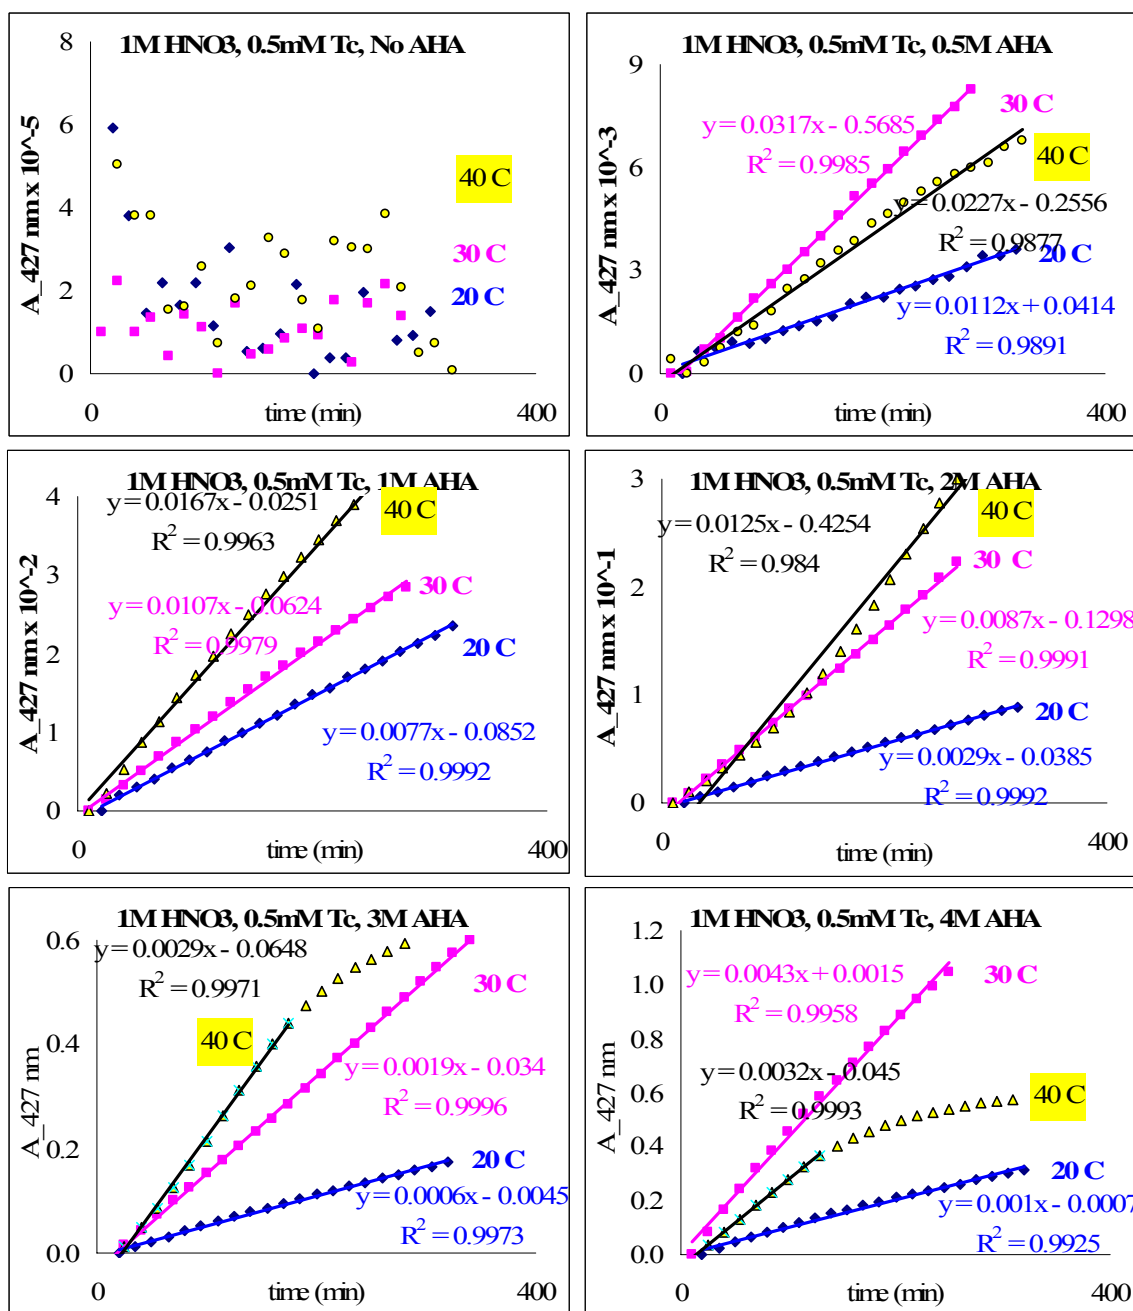 1M HNO3, 0.5mM Tc, No AHA
8
6
4
2
0
A_427 nm x 10^-5
40 C
30 C
20 C
0
400
time (min)
1M HNO3, 0.5mM Tc, 0.5M AHA
9
6
3
0
A_427 nm x 10^-3
30 C
y = 0.0317x - 0.5685
R² = 0.9985
40 C
y = 0.0227x - 0.2556
R² = 0.9877
20 C
y = 0.0112x + 0.0414
R² = 0.9891
0
400
time (min)
1M HNO3, 0.5mM Tc, 1M AHA
4
3
2
1
0
A_427 nm x 10^-2
y = 0.0167x - 0.0251
R² = 0.9963
40 C
30 C
y = 0.0107x - 0.0624
R² = 0.9979
20 C
y = 0.0077x - 0.0852
R² = 0.9992
0
400
time (min)
1M HNO3, 0.5mM Tc, 2M AHA
3
2
1
0
A_427 nm x 10^-1
40 C
y = 0.0125x - 0.4254
R² = 0.984
30 C
y = 0.0087x - 0.1298
R² = 0.9991
20 C
y = 0.0029x - 0.0385
R² = 0.9992
0
400
time (min)
1M HNO3, 0.5mM Tc, 3M AHA
0.6
0.4
0.2
0.0
A_427 nm
y = 0.0029x - 0.0648
R² = 0.9971
30 C
40 C
y = 0.0019x - 0.034
R² = 0.9996
20 C
y = 0.0006x - 0.0045
R² = 0.9973
0
400
time (min)
1M HNO3, 0.5mM Tc, 4M AHA
1.2
1.0
0.8
0.6
0.4
0.2
0.0
A_427 nm
y = 0.0043x + 0.0015
R² = 0.9958
30 C
y = 0.0032x - 0.045
R² = 0.9993
40 C
20 C
y = 0.001x - 0.0007
R² = 0.9925
0
400
time (min)